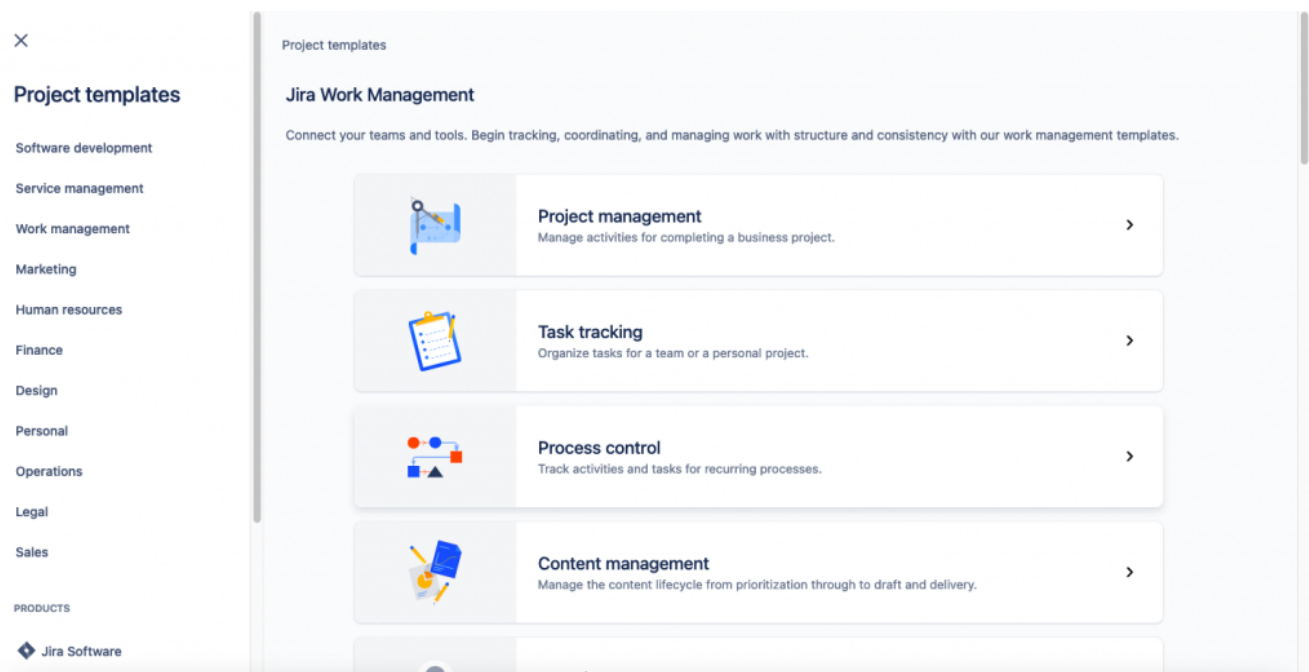 Project templates
Software development
Service management
Work management
Marketing
Human resources
Finance
Design
Personal
Operations
Legal
Sales
PRODUCTS
Jira Software
Project templates
Jira Work Management
Connect your teams and tools. Begin tracking, coordinating, and managing work with structure and consistency with our work management templates.
Project management
Manage activities for completing a business project.
Task tracking
Organize tasks for a team or a personal project.
Process control
Track activities and tasks for recurring processes.
Content management
Manage the content lifecycle from prioritization through to draft and delivery.